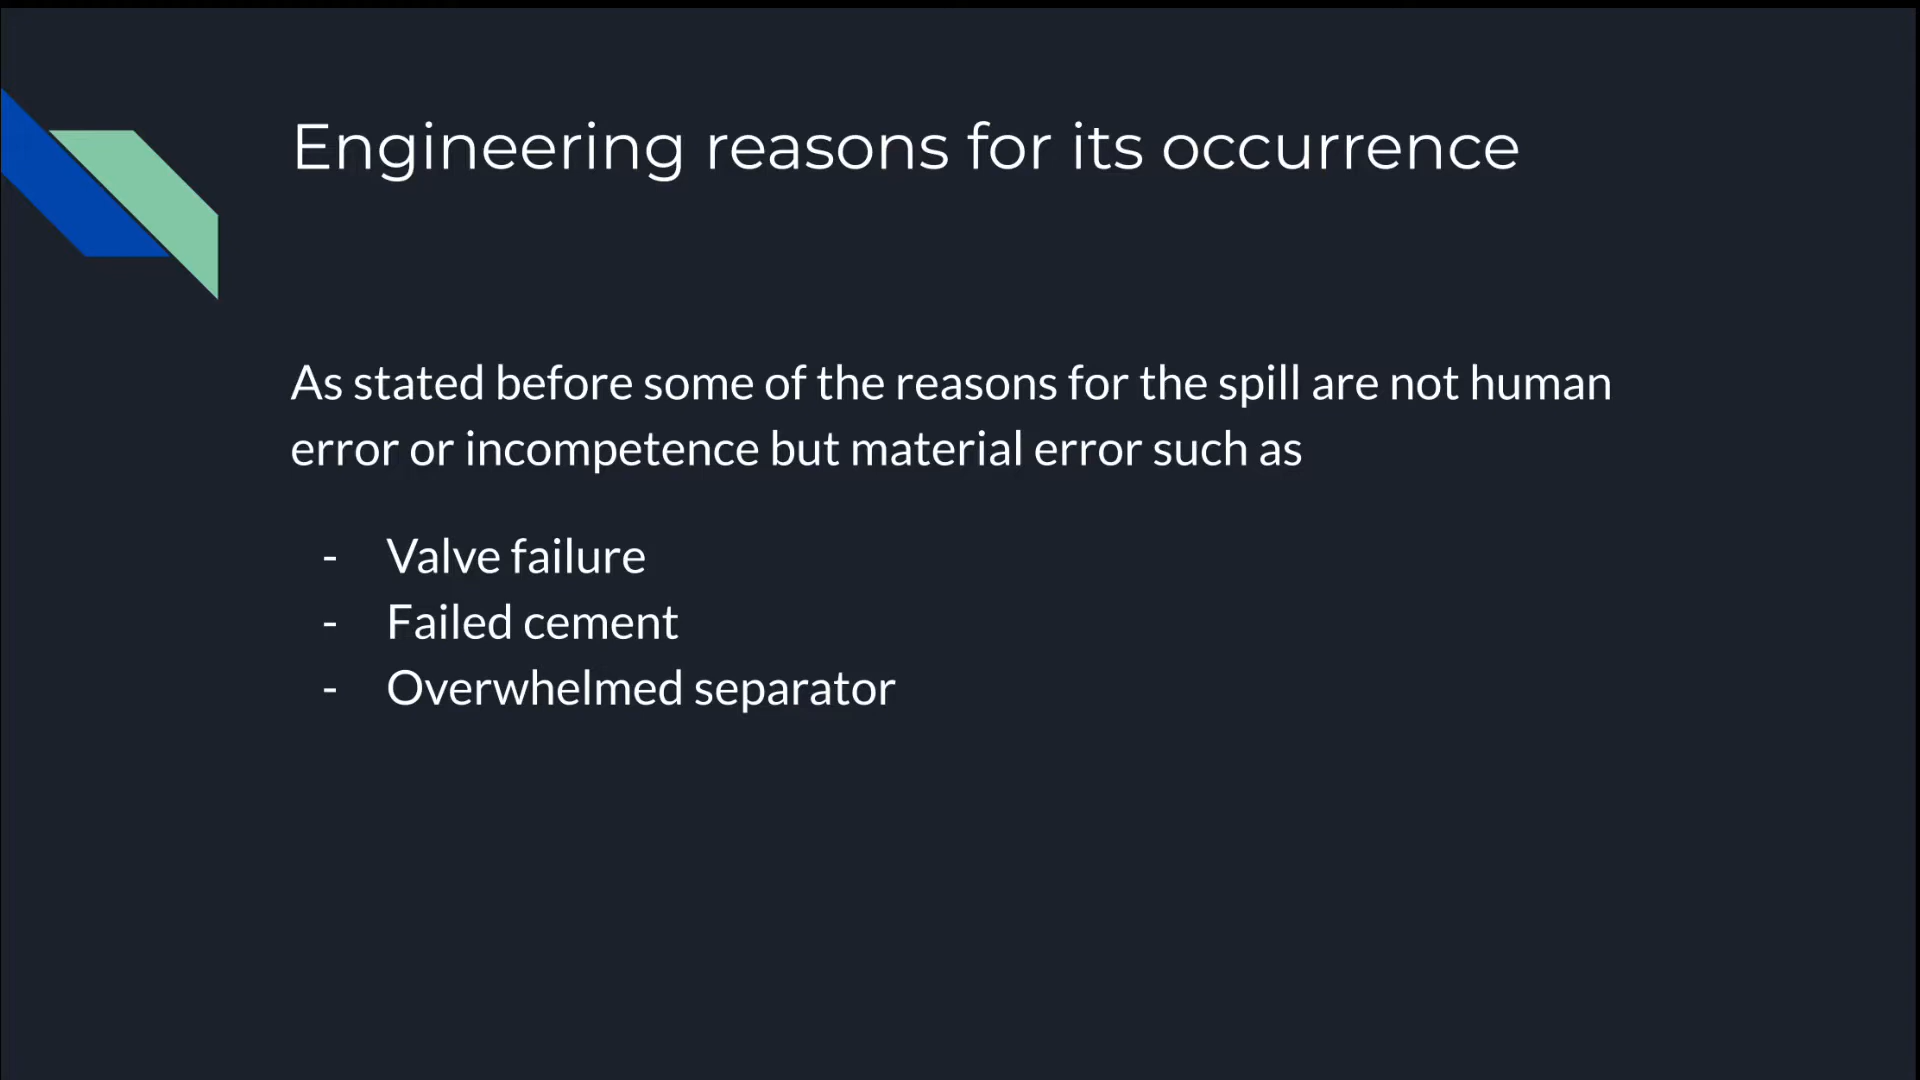 Engineering reasons for its occurrence
As stated before some of the reasons for the spill are not human
error or incompetence but material error such as
- Valve failure
- Failed cement
- Overwhelmed separator